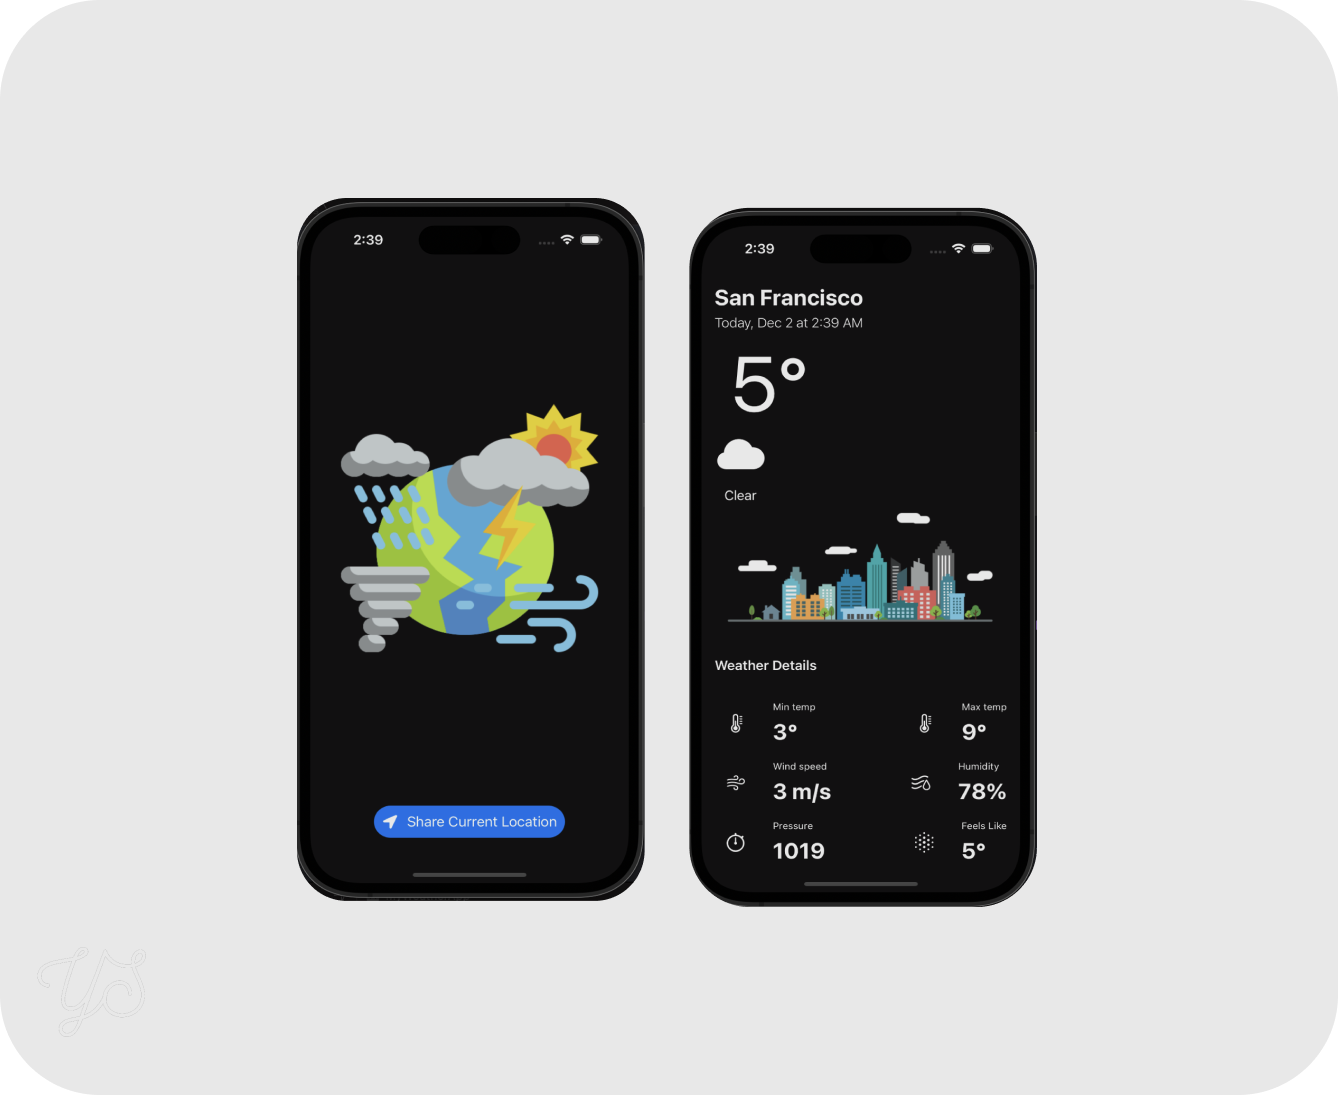 2:39
Share Current Location
2:39
San Francisco
Today, Dec 2 at 2:39 AM
5°
Clear
Weather Details
Min temp
3°
Max temp
9°
Wind speed
3 m/s
Humidity
78%
Pressure
1019
Feels Like
5°
YS